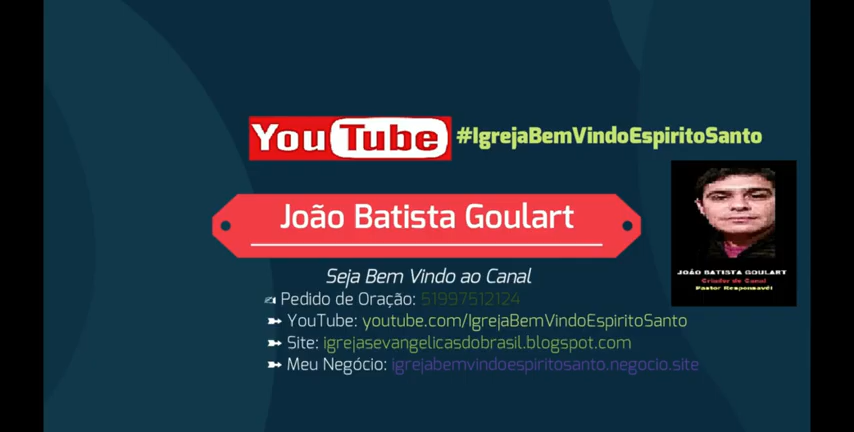 YouTube #IgrejaBemVindoEspiritoSanto
João Batista Goulart
JOÃO BATISTA GOULART
Criador do Canal
Pastor Responsavél
Seja Bem Vindo ao Canal
✍ Pedido de Oração: 51997512124
➽ YouTube: youtube.com/IgrejaBemVindoEspiritoSanto
➽ Site: igrejasevangelicasdobrasil.blogspot.com
➽ Meu Negócio: igrejabemvindoespiritosanto.negocio.site